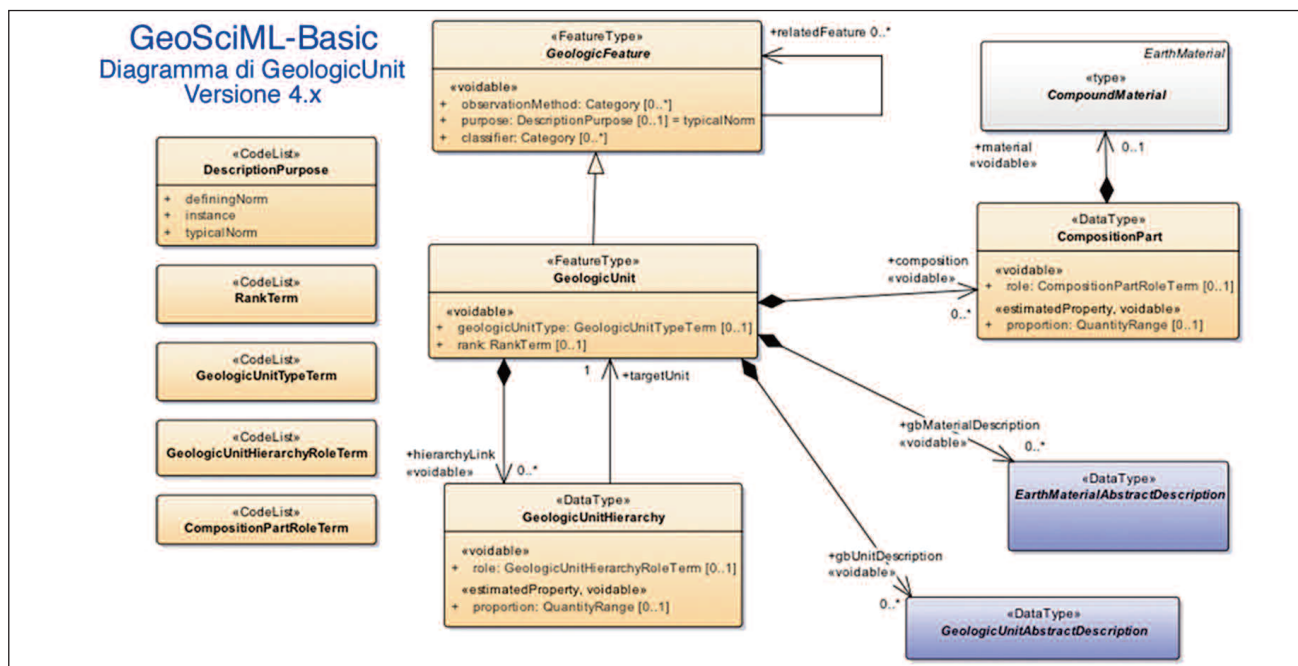 GeoSciML-Basic
Diagramma di GeologicUnit
Versione 4.x
«CodeList»
DescriptionPurpose
+ definingNorm
+ instance
+ typicalNorm
«CodeList»
RankTerm
«CodeList»
GeologicUnitTypeTerm
«CodeList»
GeologicUnitHierarchyRoleTerm
«CodeList»
CompositionPartRoleTerm
«FeatureType»
GeologicFeature
«voidable»
+ observationMethod: Category [0..*]
+ purpose: DescriptionPurpose [0..1] = typicalNorm
+ classifier: Category [0..*]
+relatedFeature 0..*
«FeatureType»
GeologicUnit
«voidable»
+ geologicUnitType: GeologicUnitTypeTerm [0..1]
+ rank: RankTerm [0..1]
1
+targetUnit
+hierarchyLink
«voidable»
0..*
«DataType»
GeologicUnitHierarchy
«voidable»
+ role: GeologicUnitHierarchyRoleTerm [0..1]
«estimatedProperty, voidable»
+ proportion: QuantityRange [0..1]
EarthMaterial
«type»
CompoundMaterial
+material
«voidable»
0..1
«DataType»
CompositionPart
«voidable»
+ role: CompositionPartRoleTerm [0..1]
«estimatedProperty, voidable»
+ proportion: QuantityRange [0..1]
+composition
«voidable»
0..*
+gbMaterialDescription
«voidable»
0..*
«DataType»
EarthMaterialAbstractDescription
+gbUnitDescription
«voidable»
0..*
«DataType»
GeologicUnitAbstractDescription